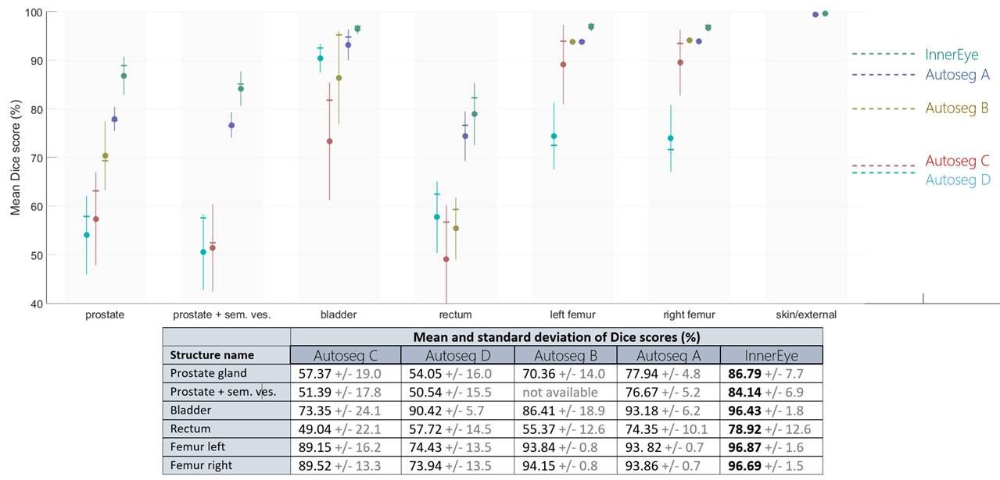 Mean Dice score (%)
100
90
80
70
60
50
40
prostate
prostate + sem. ves.
bladder
rectum
left femur
right femur
skin/external
InnerEye
Autoseg A
Autoseg B
Autoseg C
Autoseg D
Mean and standard deviation of Dice scores (%)
Structure name Autoseg C Autoseg D Autoseg B Autoseg A InnerEye
Prostate gland 57.37 +/- 19.0 54.05 +/- 16.0 70.36 +/- 14.0 77.94 +/- 4.8 86.79 +/- 7.7
Prostate + sem. ves. 51.39 +/- 17.8 50.54 +/- 15.5 not available 76.67 +/- 5.2 84.14 +/- 6.9
Bladder 73.35 +/- 24.1 90.42 +/- 5.7 86.41 +/- 18.9 93.18 +/- 6.2 96.43 +/- 1.8
Rectum 49.04 +/- 22.1 57.72 +/- 14.5 55.37 +/- 12.6 74.35 +/- 10.1 78.92 +/- 12.6
Femur left 89.15 +/- 16.2 74.43 +/- 13.5 93.84 +/- 0.8 93. 82 +/- 0.7 96.87 +/- 1.6
Femur right 89.52 +/- 13.3 73.94 +/- 13.5 94.15 +/- 0.8 93.86 +/- 0.7 96.69 +/- 1.5